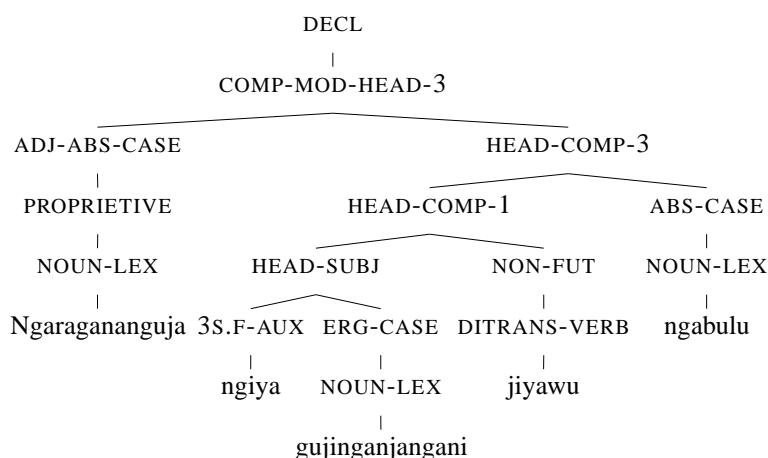 DECL
COMP-MOD-HEAD-3
ADJ-ABS-CASE HEAD-COMP-3
PROPRIETIVE HEAD-COMP-1 ABS-CASE
NOUN-LEX HEAD-SUBJ NON-FUT NOUN-LEX
Ngaragananguja 3S.F-AUX ERG-CASE DITRANS-VERB ngabulu
ngiya NOUN-LEX jiyawu
gujinganjangani